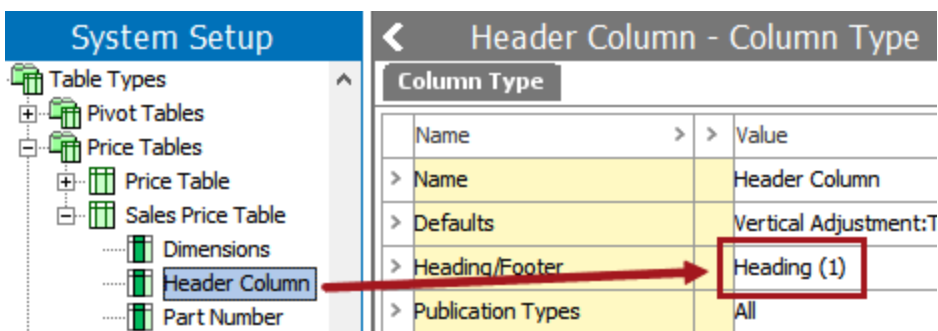 System Setup
Table Types
Pivot Tables
Price Tables
Price Table
Sales Price Table
Dimensions
Header Column
Part Number
Header Column - Column Type
Column Type
Name > > Value
> Name Header Column
> Defaults Vertical Adjustment:T
> Heading/Footer Heading (1)
> Publication Types All